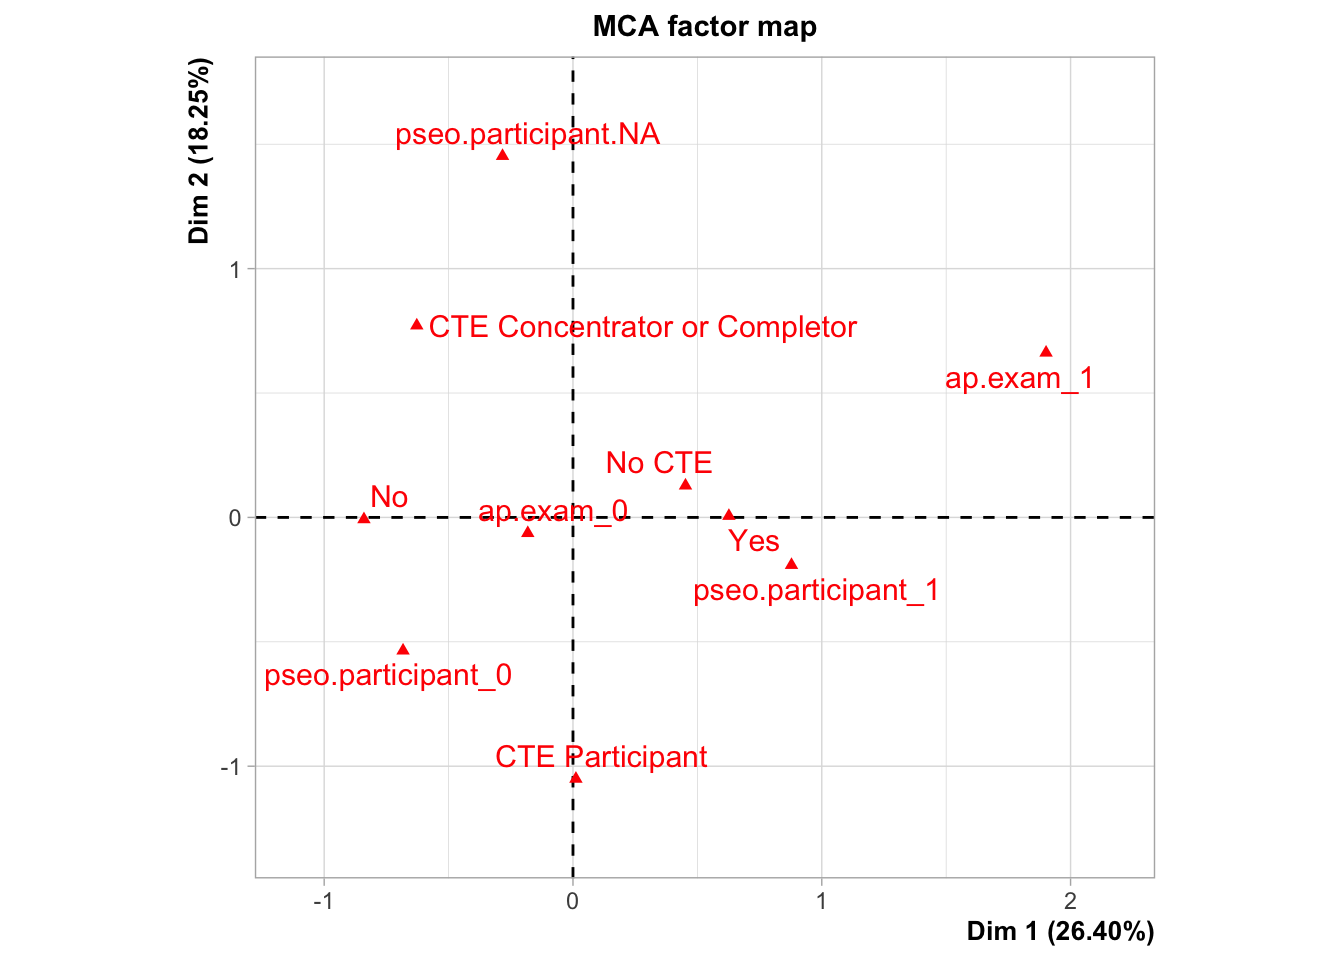 MCA factor map
Dim 2 (18.25%)
pseo.participant.NA
1
CTE Concentrator or Completor
ap.exam_1
No CTE
No
ap.exam_0
0
Yes
pseo.participant_1
pseo.participant_0
CTE Participant
-1
-1
0
1
2
Dim 1 (26.40%)